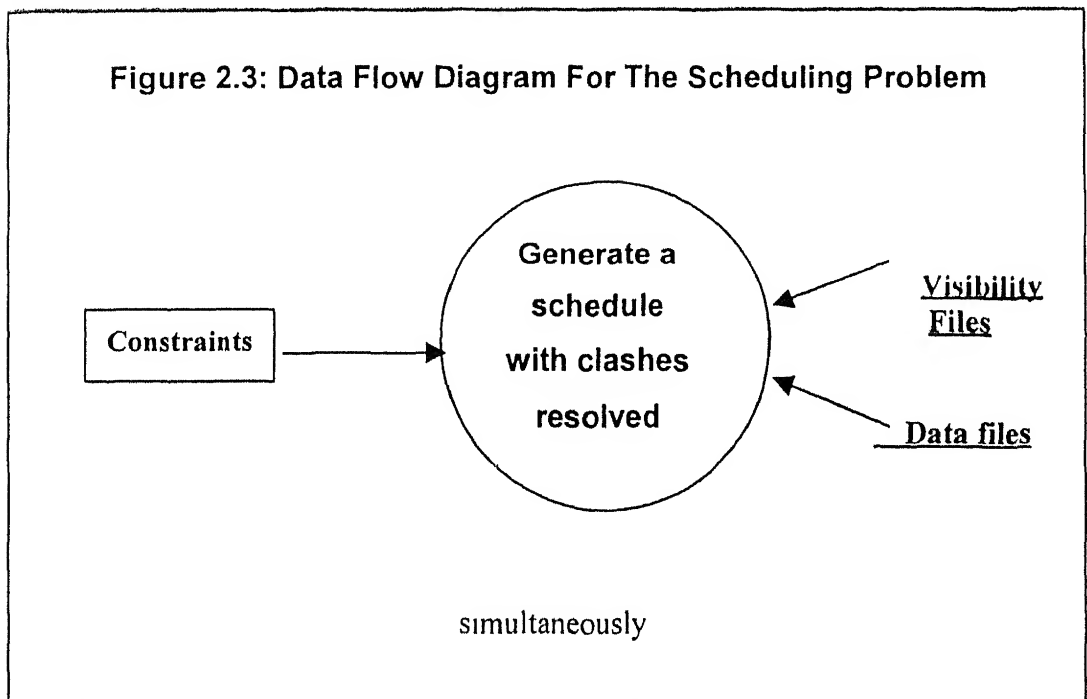 Figure 2.3: Data Flow Diagram For The Scheduling Problem
Constraints
Generate a
schedule
with clashes
resolved
Visibility
Files
Data files
simultaneously